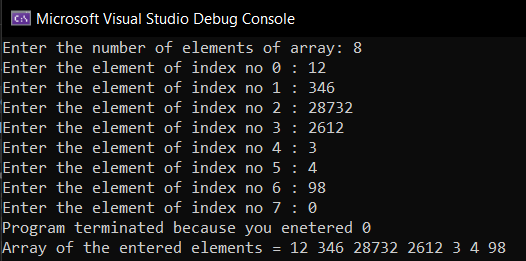 Microsoft Visual Studio Debug Console
Enter the number of elements of array: 8
Enter the element of index no 0 : 12
Enter the element of index no 1 : 346
Enter the element of index no 2 : 28732
Enter the element of index no 3 : 2612
Enter the element of index no 4 : 3
Enter the element of index no 5 : 4
Enter the element of index no 6 : 98
Enter the element of index no 7 : 0
Program terminated because you enetered 0
Array of the entered elements = 12 346 28732 2612 3 4 98